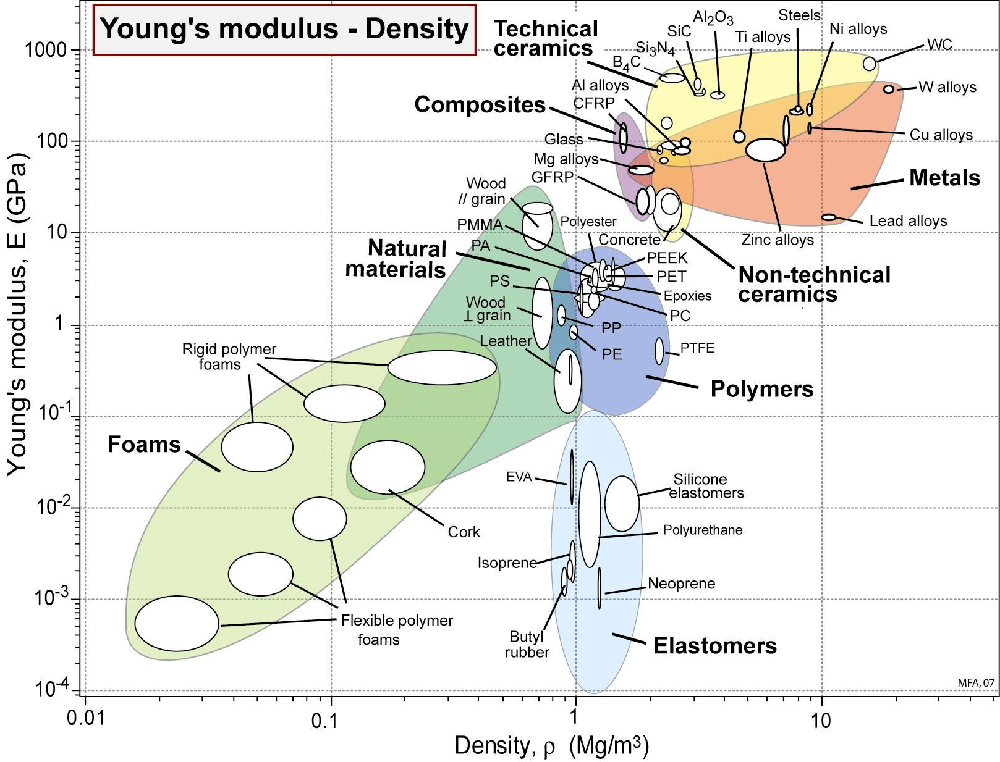 Young's modulus - Density
Technical
ceramics
Al₂O₃
Steels
SiC
Ti alloys
Ni alloys
Si₃N₄
WC
B₄C
Al alloys
W alloys
CFRP
Composites
Glass
Cu alloys
Mg alloys
GFRP
Metals
Wood
// grain
PMMA
Polyester
Lead alloys
Concrete
Zinc alloys
Natural
materials
PA
PEEK
PET
Non-technical
ceramics
PS
Epoxies
Wood
⊥ grain
PC
PP
Leather
PE
PTFE
Rigid polymer
foams
Polymers
Foams
EVA
Silicone
elastomers
Cork
Polyurethane
Isoprene
Neoprene
Flexible polymer
foams
Butyl
rubber
Elastomers
MFA, 07
Young's modulus, E (GPa)
1000
100
10
1
10⁻¹
10⁻²
10⁻³
10⁻⁴
0.01
0.1
1
10
Density, ρ (Mg/m³)